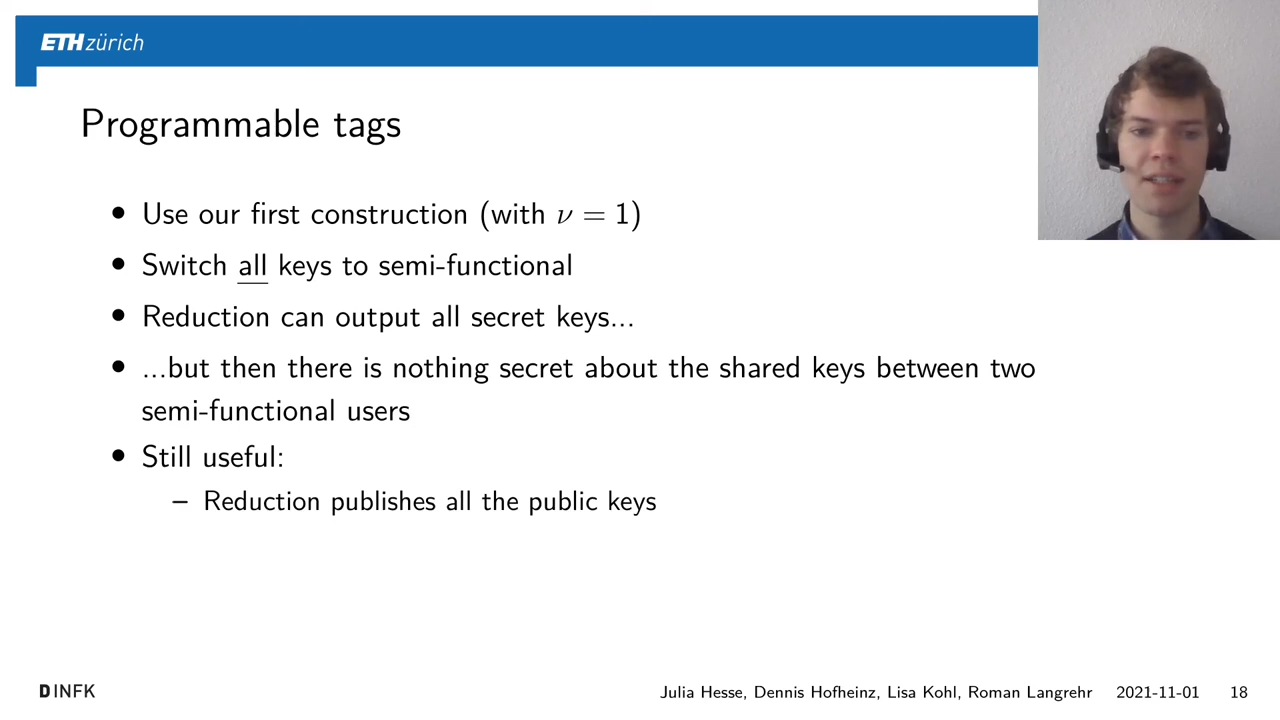 ETH zürich
Programmable tags
• Use our first construction (with ν = 1)
• Switch all keys to semi-functional
• Reduction can output all secret keys...
• ...but then there is nothing secret about the shared keys between two
semi-functional users
• Still useful:
– Reduction publishes all the public keys
D INFK
Julia Hesse, Dennis Hofheinz, Lisa Kohl, Roman Langrehr 2021-11-01 18